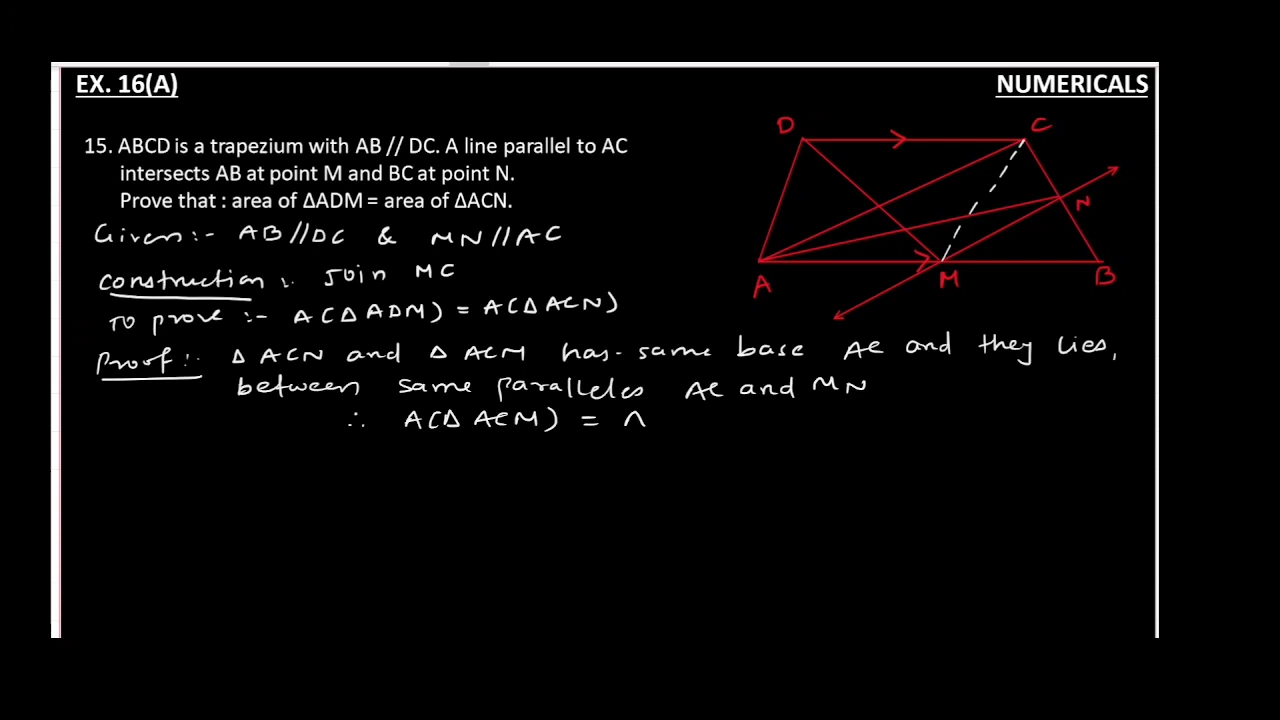 EX. 16(A)
NUMERICALS
15. ABCD is a trapezium with AB // DC. A line parallel to AC
intersects AB at point M and BC at point N.
Prove that : area of ΔADM = area of ΔACN.
Given :- AB // DC & MN // AC
Construction :. Join MC
To prove :- A(Δ ADM) = A(Δ ACN)
Proof :. Δ ACN and Δ ACM has same base AC and they lies,
between same paralleles AC and MN
∴ A(Δ ACM) = A
D
C
N
A
M
B